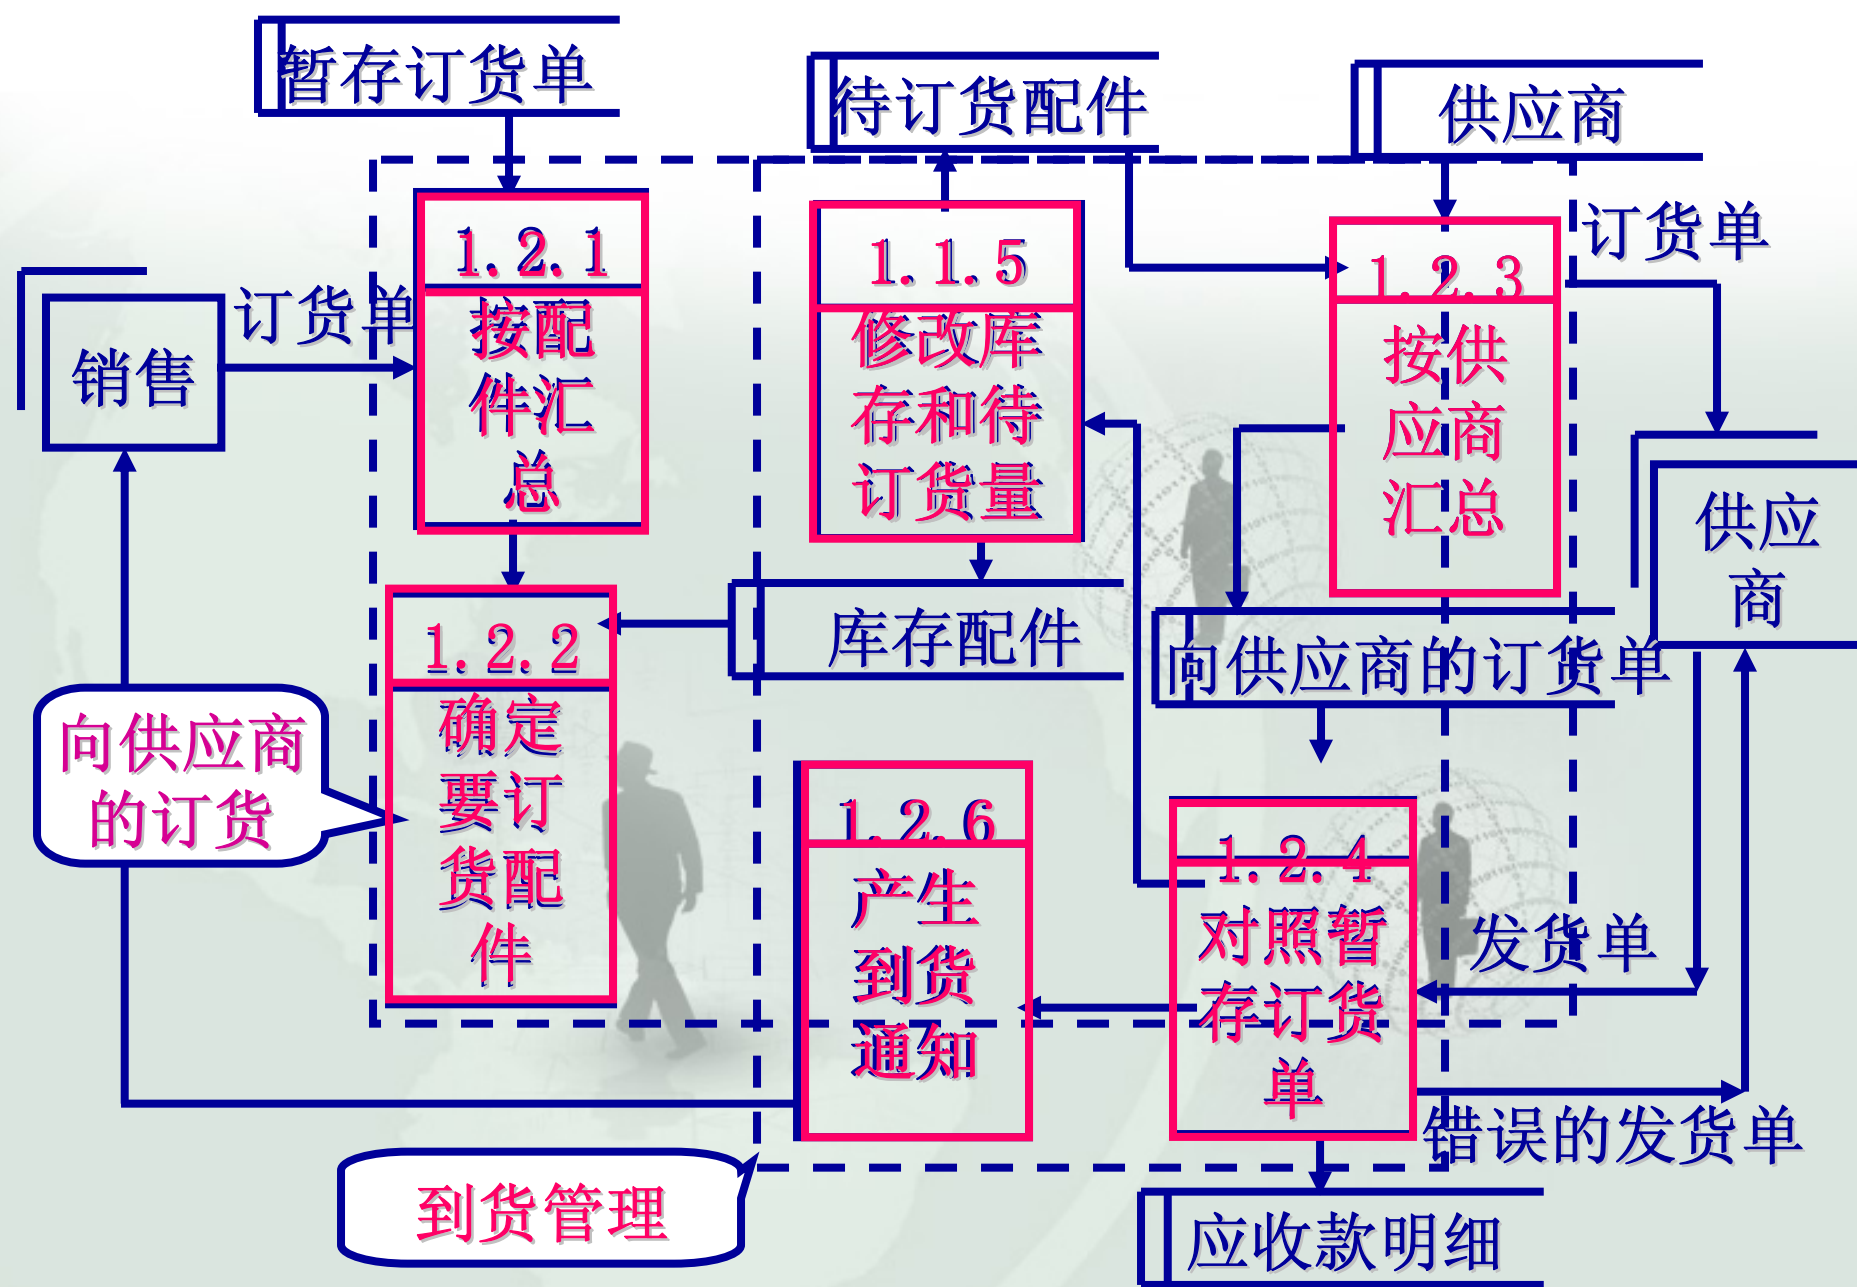 暂存订货单
待订货配件
供应商
1.2.1
按配
件汇
总
1.1.5
修改库
存和待
订货量
1.2.3
按供
应商
汇总
订货单
销售
订货单
供应
商
1.2.2
确定
要订
货配
件
库存配件
向供应商的订货单
向供应商
的订货
1.2.6
产生
到货
通知
1.2.4
对照暂
存订货
单
发货单
错误的发货单
到货管理
应收款明细